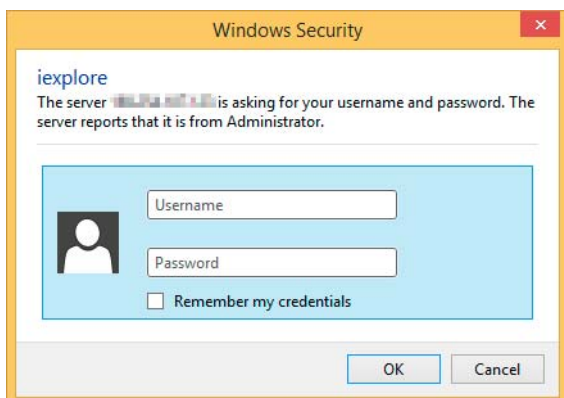 Windows Security
iexplore
The server is asking for your username and password. The
server reports that it is from Administrator.
Username
Password
Remember my credentials
OK Cancel